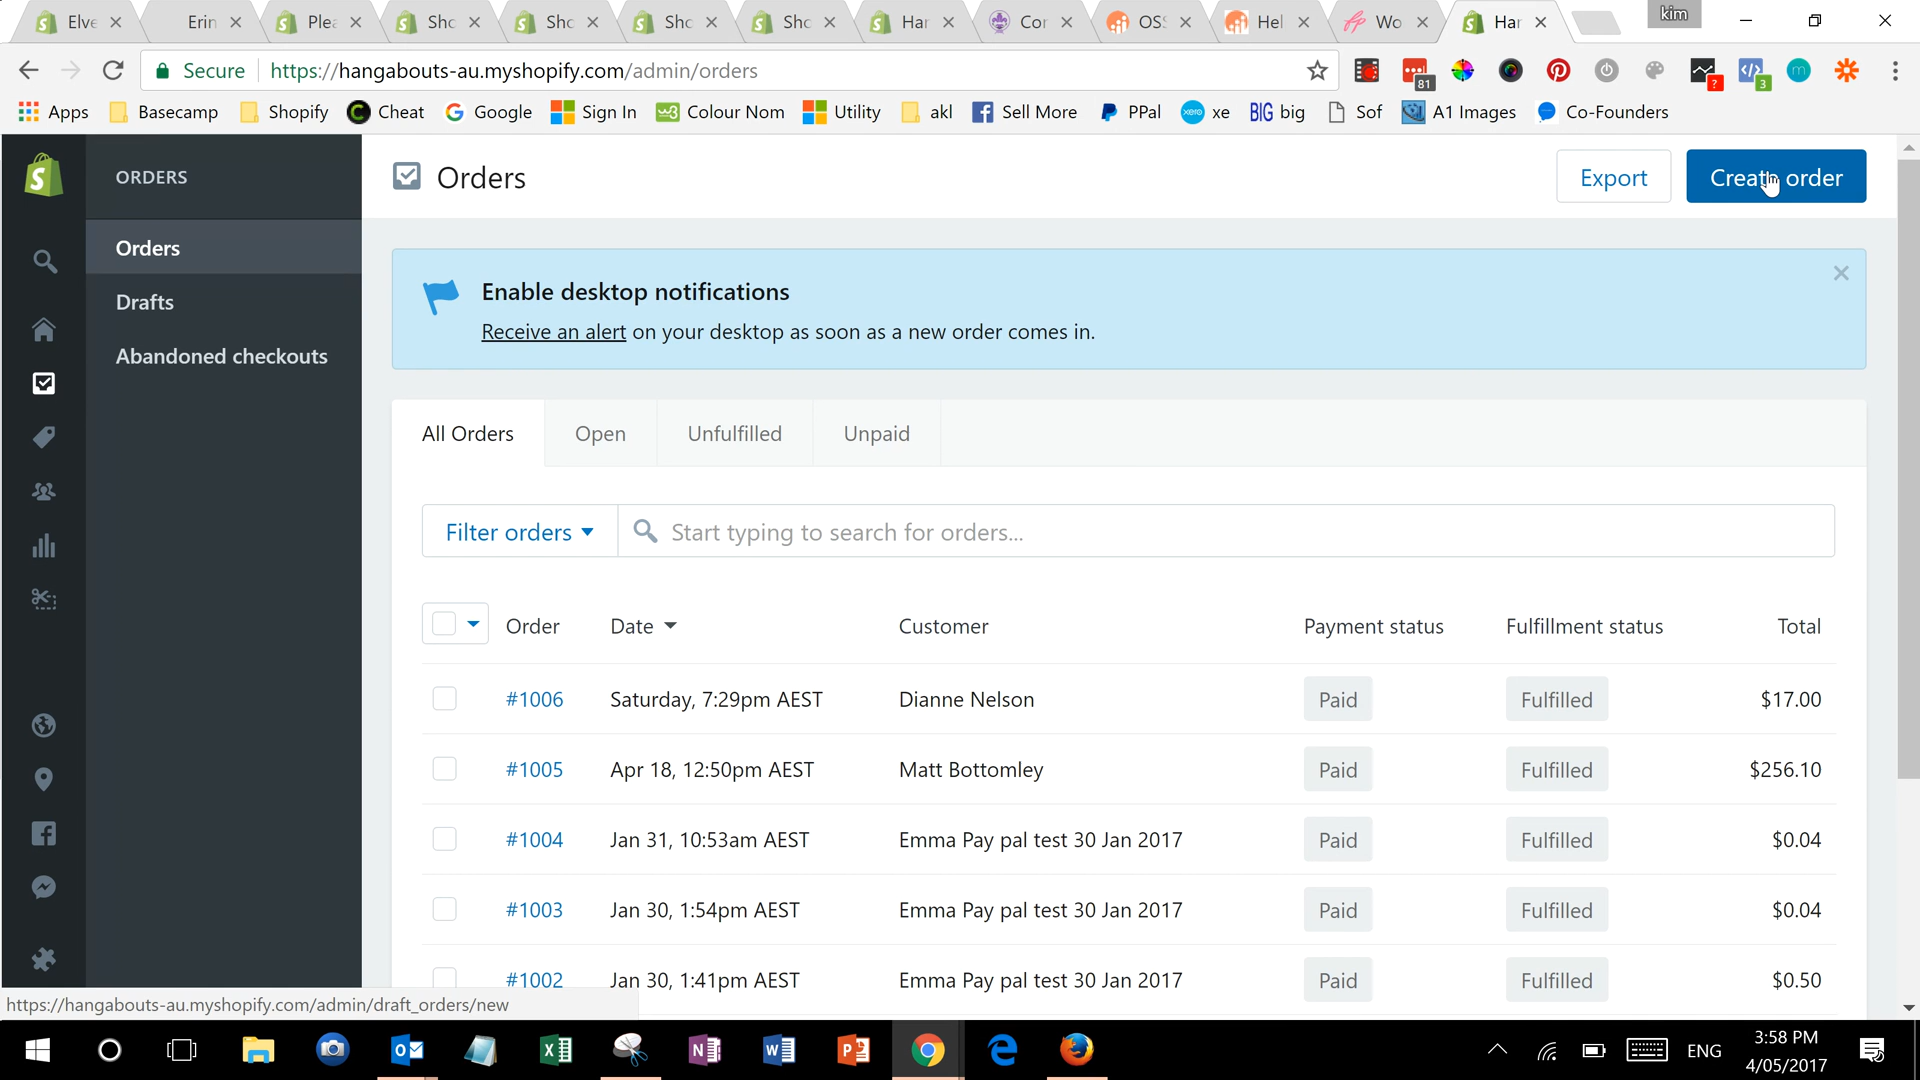 Elve
Erin
Plea
Sho
Sho
Sho
Sho
Har
Cor
OSS
Hel
Wo
Har
kim
Secure
https://hangabouts-au.myshopify.com/admin/orders
81
?
3
m
Apps
Basecamp
Shopify
Cheat
Google
Sign In
Colour Nom
Utility
akl
Sell More
PPal
xero xe
BIG big
Sof
A1 Images
Co-Founders
ORDERS
Orders
Drafts
Abandoned checkouts
Orders
Export
Create order
Enable desktop notifications
Receive an alert on your desktop as soon as a new order comes in.
All Orders
Open
Unfulfilled
Unpaid
Filter orders
Start typing to search for orders...
Order Date Customer Payment status Fulfillment status Total
#1006 Saturday, 7:29pm AEST Dianne Nelson Paid Fulfilled $17.00
#1005 Apr 18, 12:50pm AEST Matt Bottomley Paid Fulfilled $256.10
#1004 Jan 31, 10:53am AEST Emma Pay pal test 30 Jan 2017 Paid Fulfilled $0.04
#1003 Jan 30, 1:54pm AEST Emma Pay pal test 30 Jan 2017 Paid Fulfilled $0.04
#1002 Jan 30, 1:41pm AEST Emma Pay pal test 30 Jan 2017 Paid Fulfilled $0.50
https://hangabouts-au.myshopify.com/admin/draft_orders/new
ENG
3:58 PM
4/05/2017